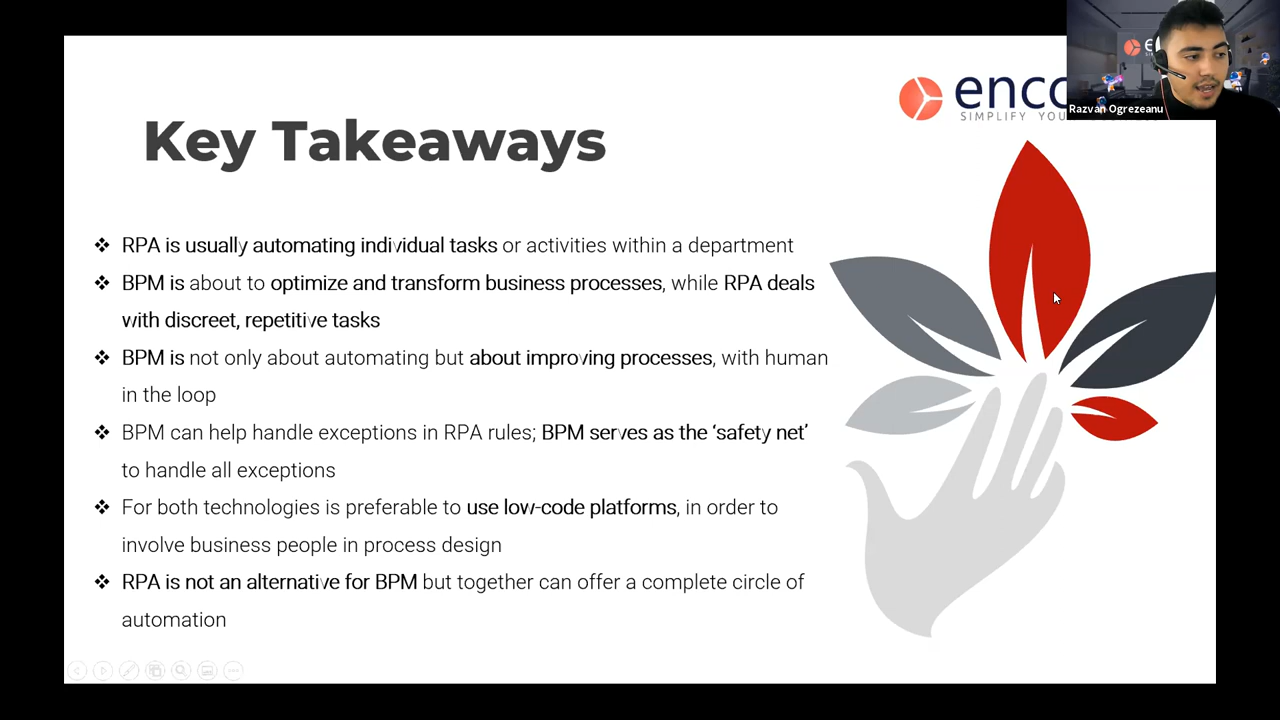 enco
SIMPLIFY YOU
Razvan Ogrezeanu
Key Takeaways
❖ RPA is usually automating individual tasks or activities within a department
❖ BPM is about to optimize and transform business processes, while RPA deals
with discreet, repetitive tasks
❖ BPM is not only about automating but about improving processes, with human
in the loop
❖ BPM can help handle exceptions in RPA rules; BPM serves as the ‘safety net’
to handle all exceptions
❖ For both technologies is preferable to use low-code platforms, in order to
involve business people in process design
❖ RPA is not an alternative for BPM but together can offer a complete circle of
automation